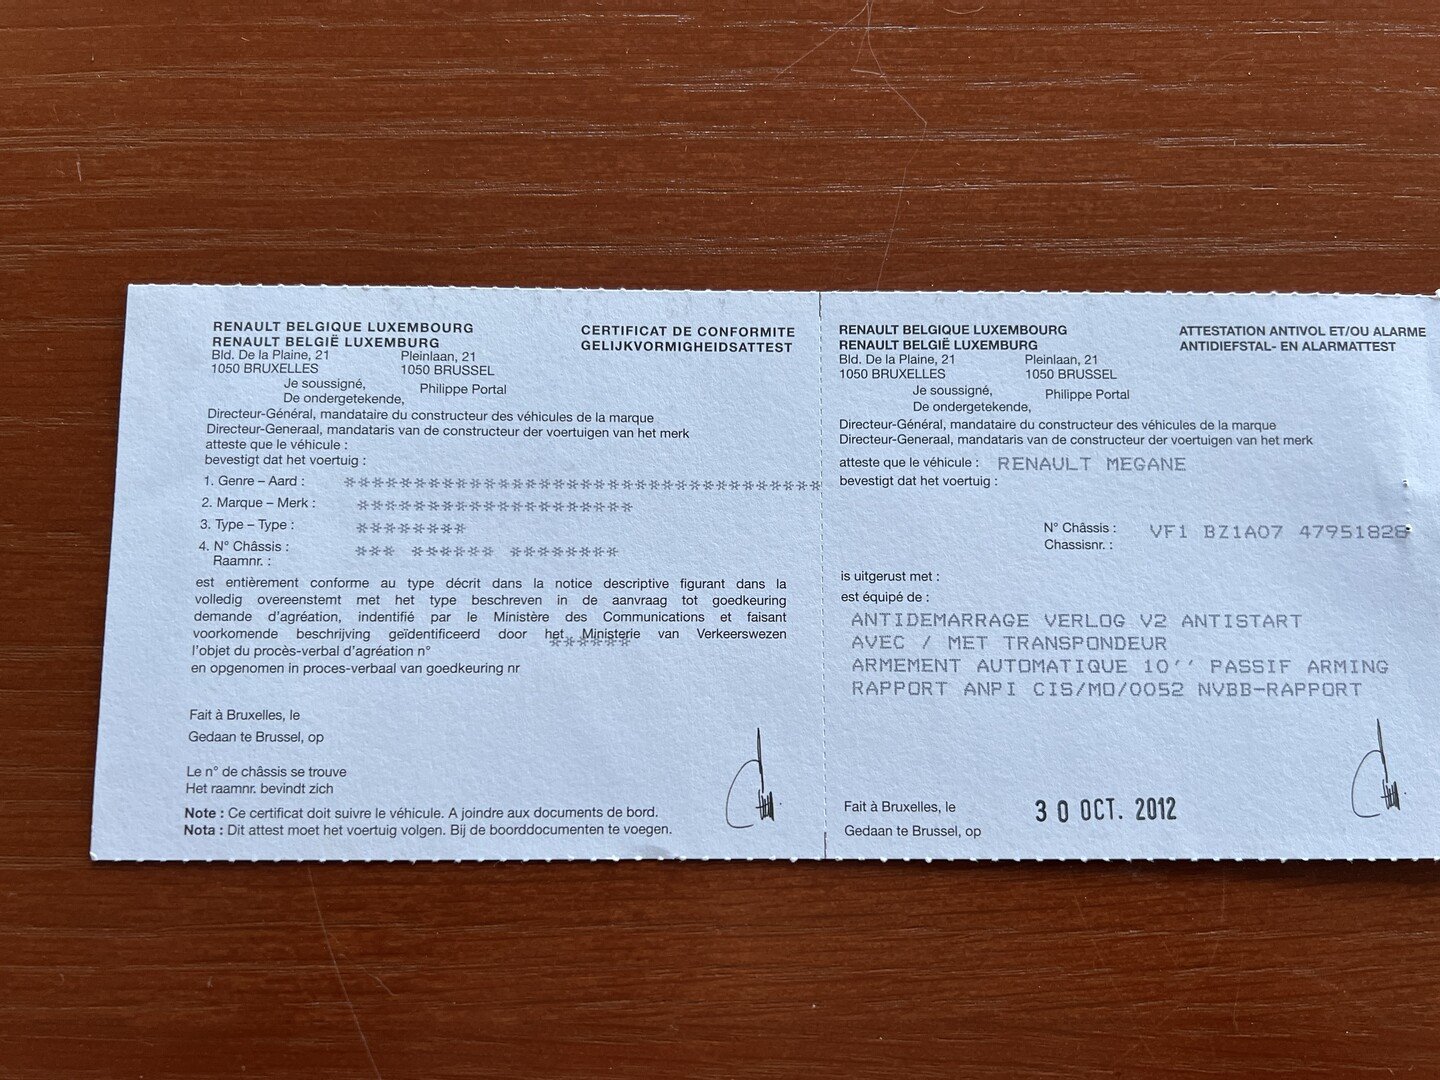 RENAULT BELGIQUE LUXEMBOURG
RENAULT BELGIË LUXEMBURG
CERTIFICAT DE CONFORMITE
GELIJKVORMIGHEIDSATTEST
Bld. De la Plaine, 21 Pleinlaan, 21
1050 BRUXELLES 1050 BRUSSEL
Je soussigné,
De ondergetekende, Philippe Portal
Directeur-Général, mandataire du constructeur des véhicules de la marque
Directeur-Generaal, mandataris van de constructeur der voertuigen van het merk
atteste que le véhicule :
bevestigt dat het voertuig :
1. Genre – Aard : ***********************************
2. Marque – Merk : ********************
3. Type – Type : ********
4. N° Châssis : *** ****** ********
Raamnr. :
est entièrement conforme au type décrit dans la notice descriptive figurant dans la
volledig overeenstemt met het type beschreven in de aanvraag tot goedkeuring
demande d'agréation, indentifié par le Ministère des Communications et faisant
voorkomende beschrijving geïdentificeerd door het Ministerie van Verkeerswezen
l'objet du procès-verbal d'agréation n° ******
en opgenomen in proces-verbaal van goedkeuring nr
Fait à Bruxelles, le
Gedaan te Brussel, op
Le n° de châssis se trouve
Het raamnr. bevindt zich
Note : Ce certificat doit suivre le véhicule. A joindre aux documents de bord.
Nota : Dit attest moet het voertuig volgen. Bij de boorddocumenten te voegen.
RENAULT BELGIQUE LUXEMBOURG
RENAULT BELGIË LUXEMBURG
ATTESTATION ANTIVOL ET/OU ALARME
ANTIDIEFSTAL- EN ALARMATTEST
Bld. De la Plaine, 21 Pleinlaan, 21
1050 BRUXELLES 1050 BRUSSEL
Je soussigné,
De ondergetekende, Philippe Portal
Directeur-Général, mandataire du constructeur des véhicules de la marque
Directeur-Generaal, mandataris van de constructeur der voertuigen van het merk
atteste que le véhicule : RENAULT MEGANE
bevestigt dat het voertuig :
N° Châssis : VF1 BZ1A07 47951828
Chassisnr. :
is uitgerust met :
est équipé de :
ANTIDEMARRAGE VERLOG V2 ANTISTART
AVEC / MET TRANSPONDEUR
ARMEMENT AUTOMATIQUE 10'' PASSIF ARMING
RAPPORT ANPI CIS/MO/0052 NVBB-RAPPORT
Fait à Bruxelles, le 30 OCT. 2012
Gedaan te Brussel, op